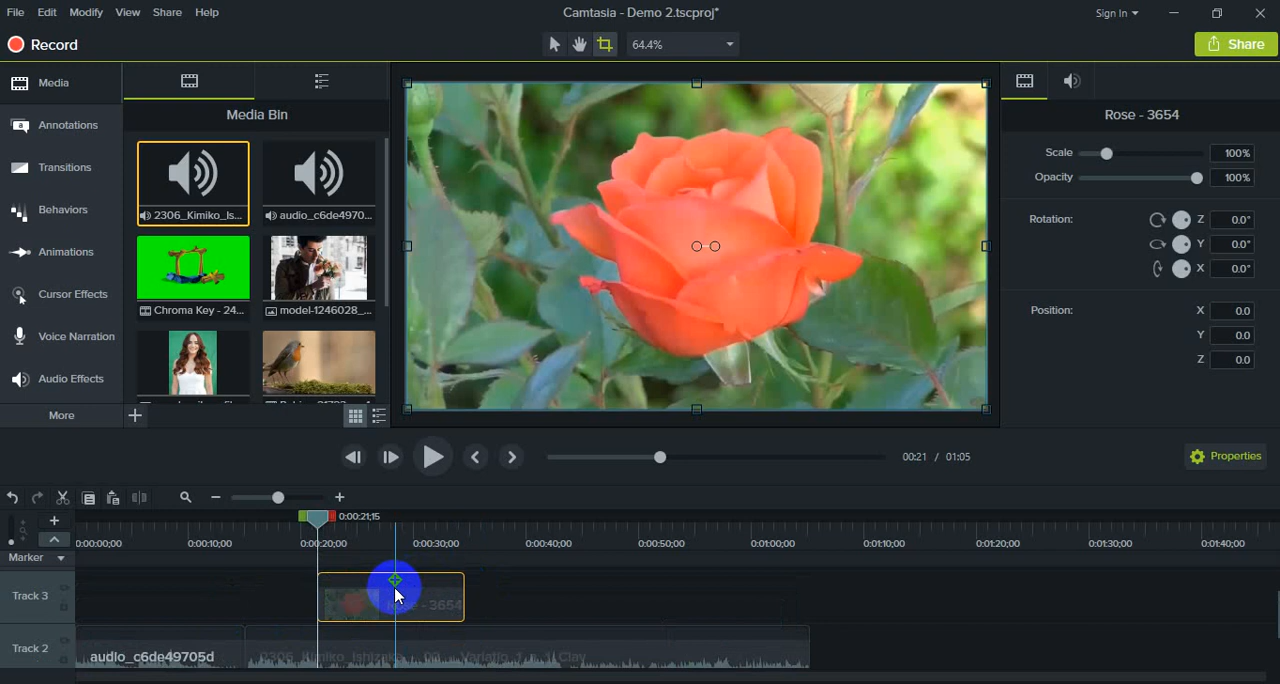 File Edit Modify View Share Help
Camtasia - Demo 2.tscproj*
Sign In
Record
64.4%
Share
Media
Annotations
Transitions
Behaviors
Animations
Cursor Effects
Voice Narration
Audio Effects
More
Media Bin
2306_Kimiko_Is...
audio_c6de4970...
Chroma Key - 24...
model-1246028_...
Rose - 3654
Scale 100%
Opacity 100%
Rotation: Z 0.0°
Y 0.0°
X 0.0°
Position: X 0.0
Y 0.0
Z 0.0
00:21 / 01:05
Properties
0:00:21;15
0:00:00;00 0:00:10;00 0:00:20;00 0:00:30;00 0:00:40;00 0:00:50;00 0:01:00;00 0:01:10;00 0:01:20;00 0:01:30;00 0:01:40;00
Marker
Track 3
Rose - 3654
Track 2
audio_c6de49705d
2306_Kimiko_Ishizaka